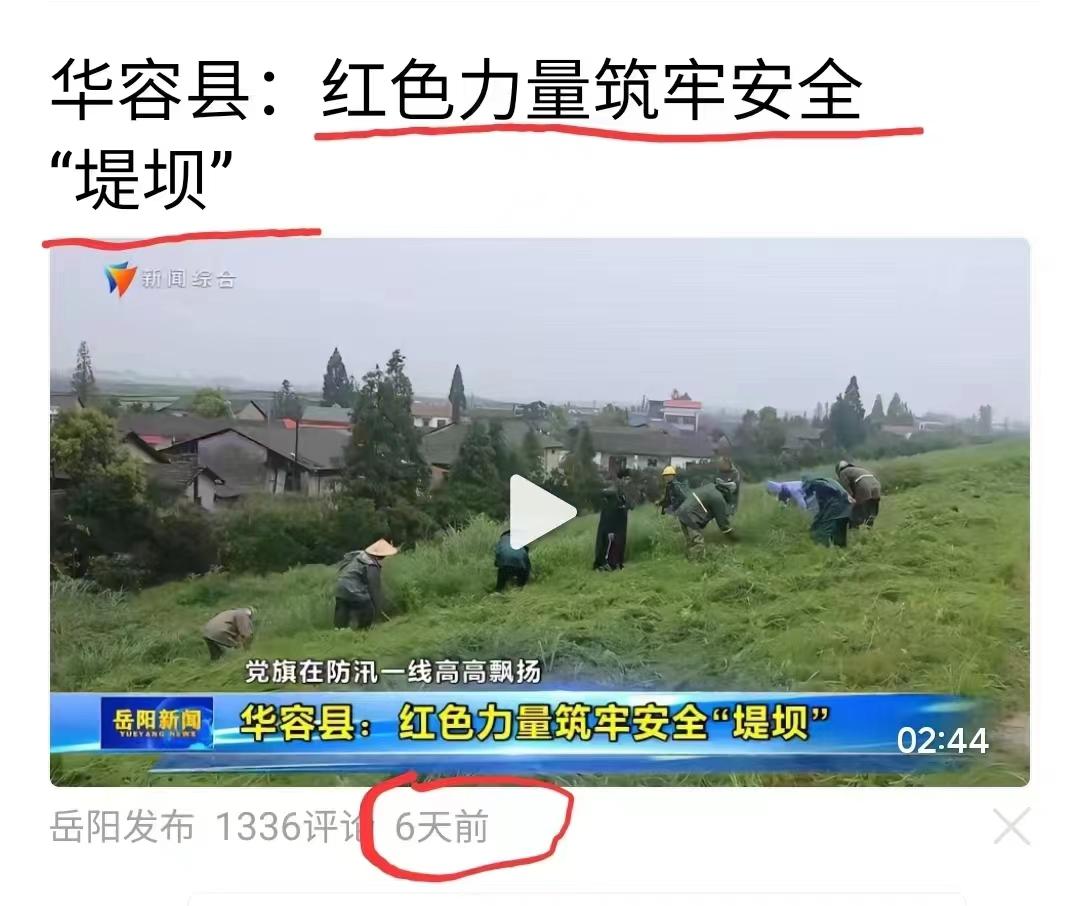 华容县：红色力量筑牢安全
“堤坝”
新闻综合
党旗在防汛一线高高飘扬
岳阳新闻
YUEYANG NEWS
华容县：红色力量筑牢安全“堤坝”
02:44
岳阳发布 1336评论 6天前